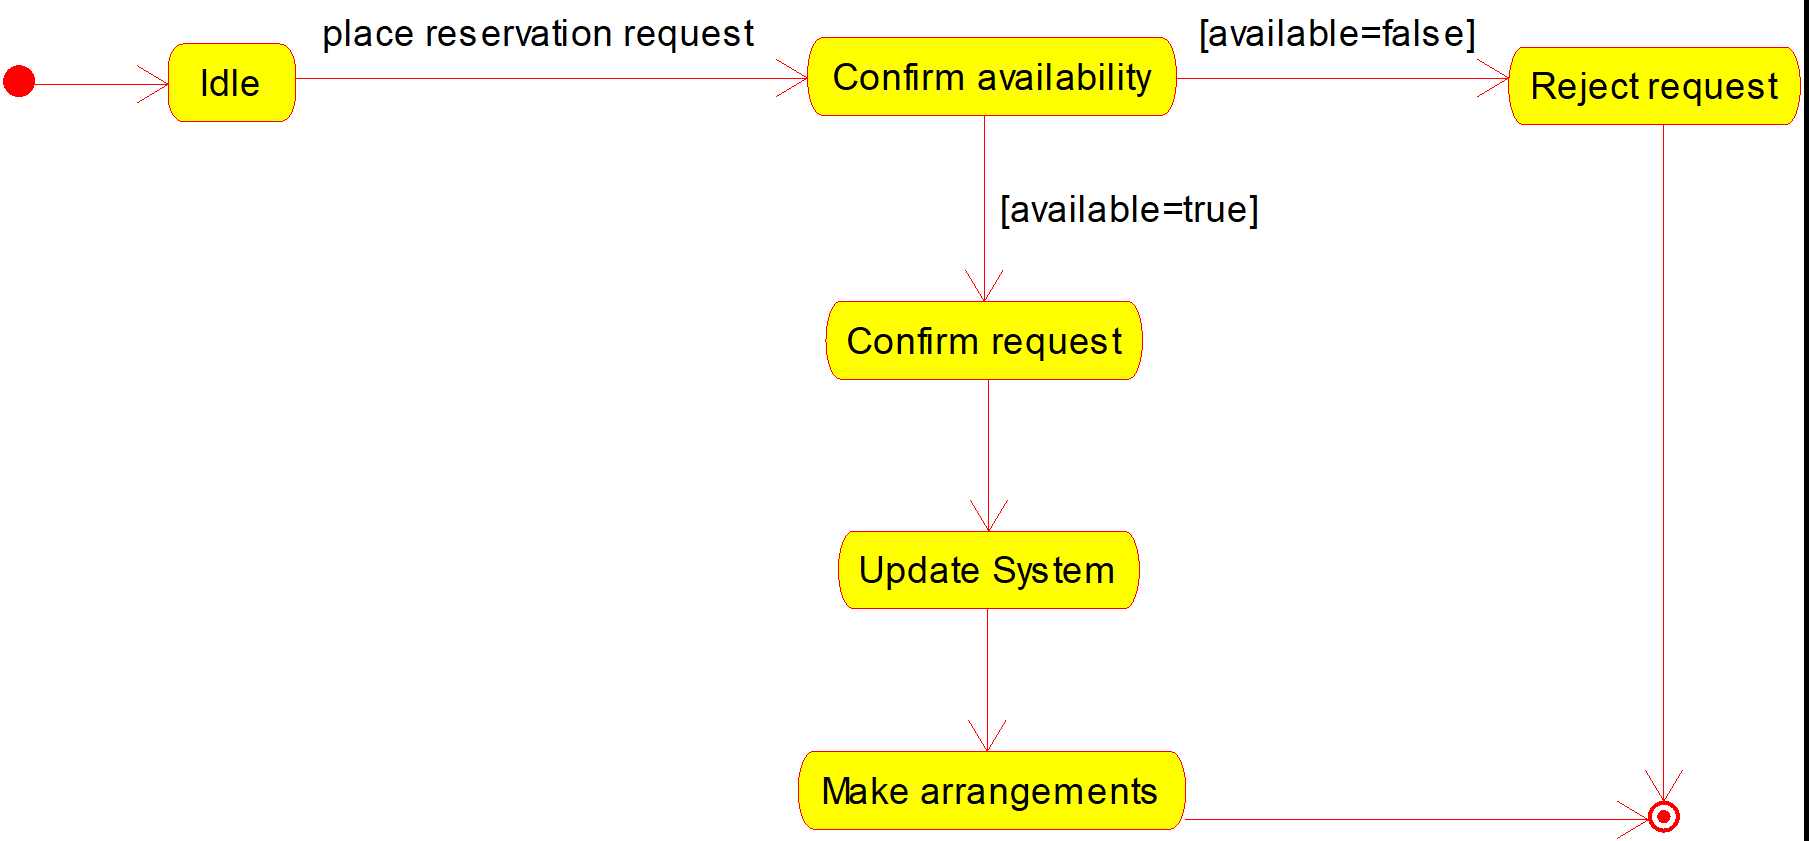 place reservation request
[available=false]
Idle
Confirm availability
Reject request
[available=true]
Confirm request
Update System
Make arrangements